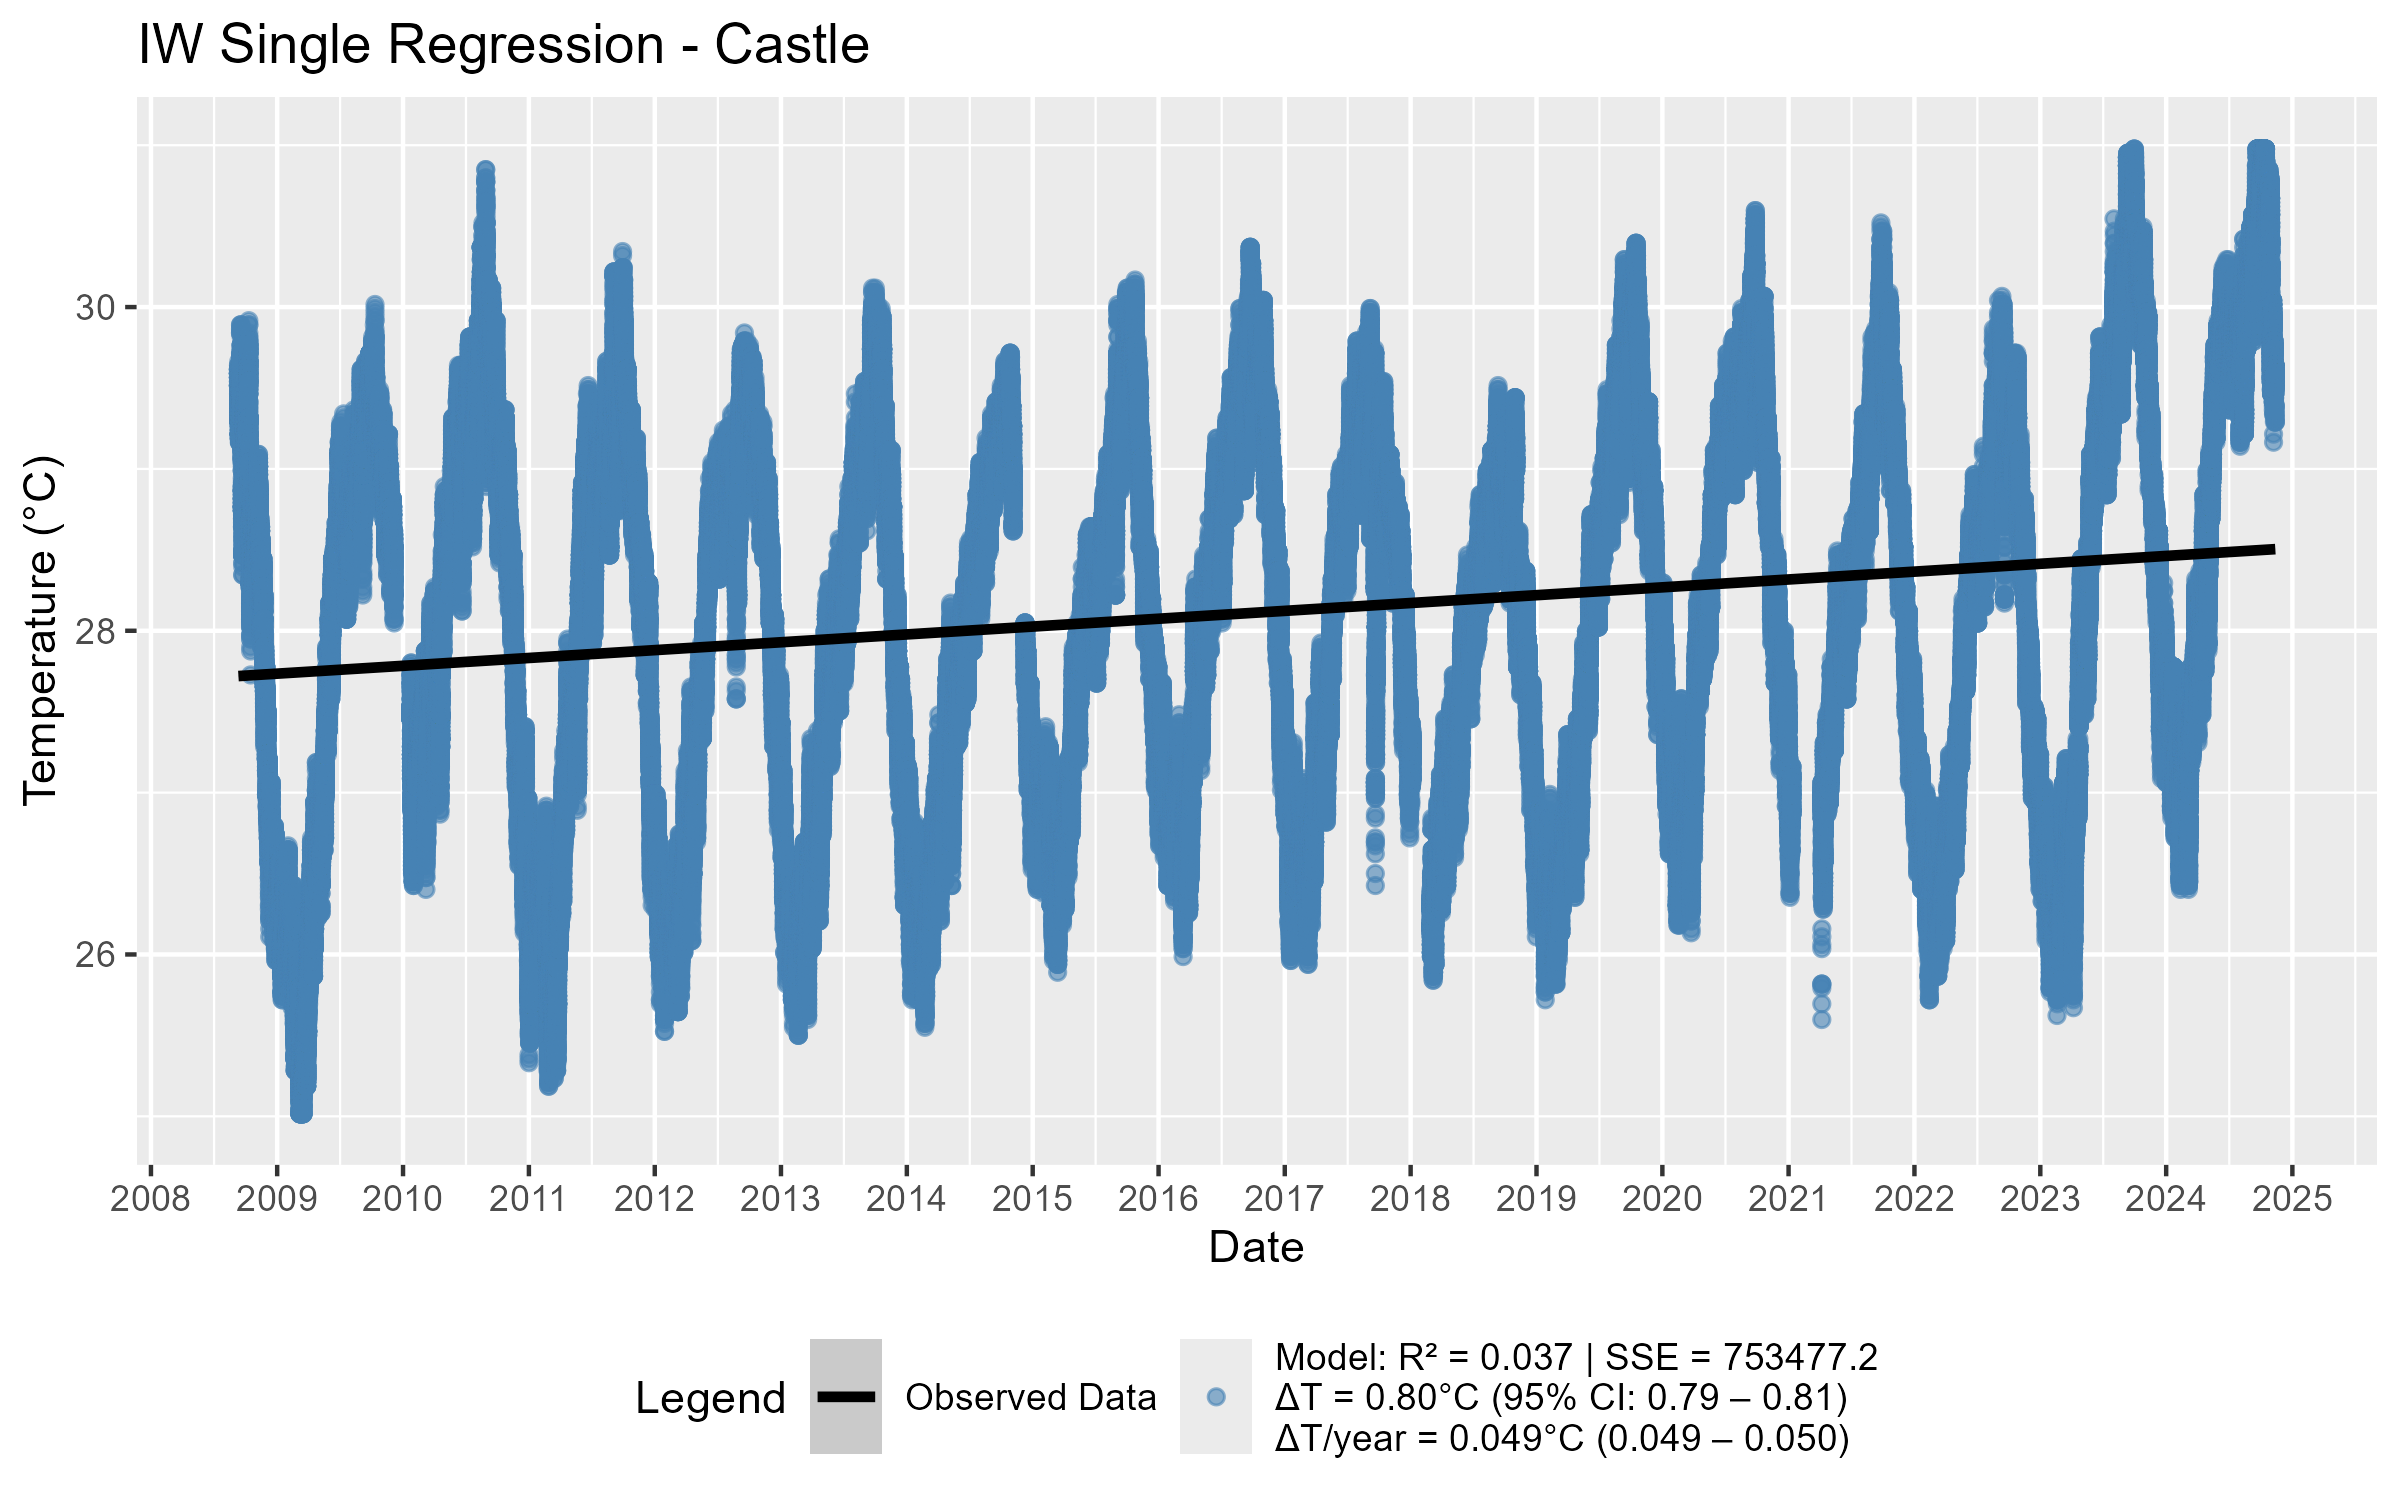 IW Single Regression - Castle
Temperature (°C)
30
28
26
2008 2009 2010 2011 2012 2013 2014 2015 2016 2017 2018 2019 2020 2021 2022 2023 2024 2025
Date
Legend
Observed Data
Model: R² = 0.037 | SSE = 753477.2
ΔT = 0.80°C (95% CI: 0.79 – 0.81)
ΔT/year = 0.049°C (0.049 – 0.050)